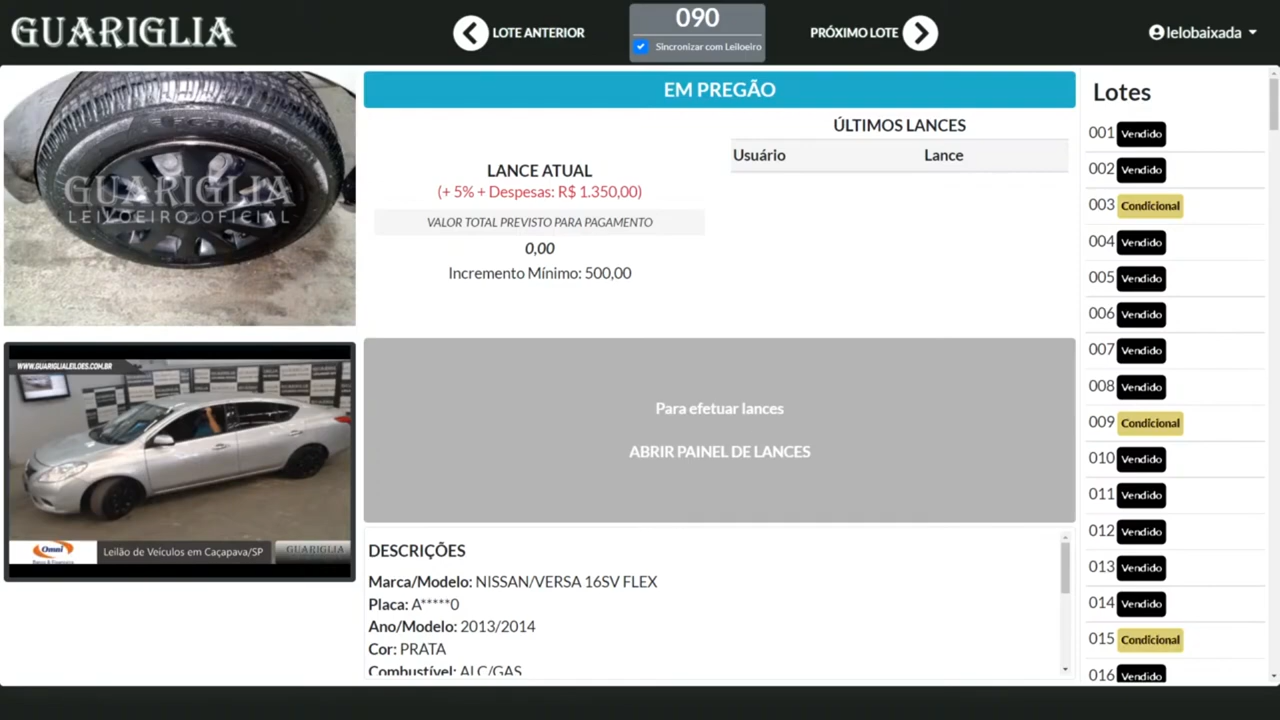 GUARIGLIA
LOTE ANTERIOR
090
Sincronizar com Leiloeiro
PRÓXIMO LOTE
lelobaixada
GUARIGLIA
LEILOEIRO OFICIAL
WWW.GUARIGLIALEILOES.COM.BR
Omni
Leilão de Veículos em Caçapava/SP
GUARIGLIA
EM PREGÃO
LANCE ATUAL
(+ 5% + Despesas: R$ 1.350,00)
VALOR TOTAL PREVISTO PARA PAGAMENTO
0,00
Incremento Mínimo: 500,00
ÚLTIMOS LANCES
Usuário Lance
Para efetuar lances
ABRIR PAINEL DE LANCES
DESCRIÇÕES
Marca/Modelo: NISSAN/VERSA 16SV FLEX
Placa: A*****0
Ano/Modelo: 2013/2014
Cor: PRATA
Combustível: ALC/GAS
Lotes
001 Vendido
002 Vendido
003 Condicional
004 Vendido
005 Vendido
006 Vendido
007 Vendido
008 Vendido
009 Condicional
010 Vendido
011 Vendido
012 Vendido
013 Vendido
014 Vendido
015 Condicional
016 Vendido